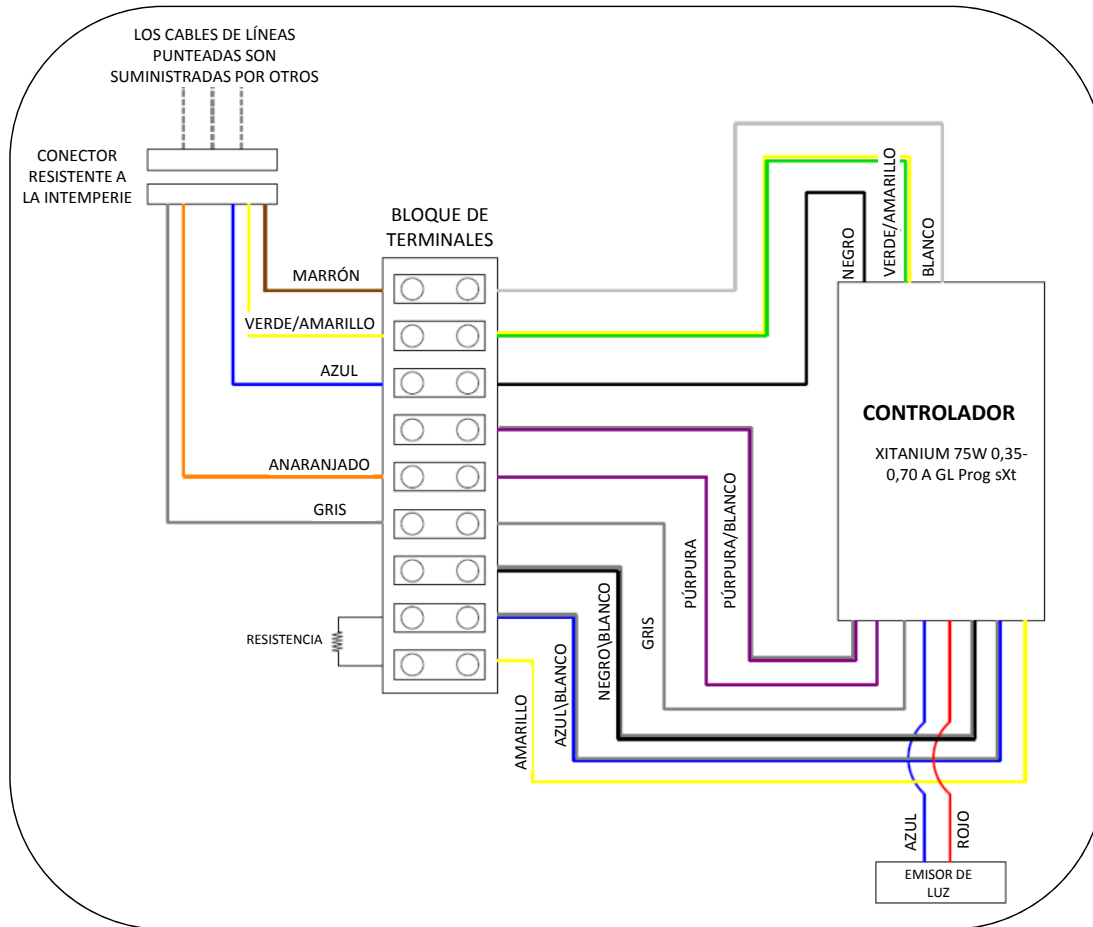 LOS CABLES DE LÍNEAS
PUNTEADAS SON
SUMINISTRADAS POR OTROS
CONECTOR
RESISTENTE A
LA INTEMPERIE
BLOQUE DE
TERMINALES
MARRÓN
VERDE/AMARILLO
AZUL
ANARANJADO
GRIS
RESISTENCIA
NEGRO
VERDE/AMARILLO
BLANCO
CONTROLADOR
XITANIUM 75W 0,35-
0,70 A GL Prog sXt
AMARILLO
AZUL\BLANCO
NEGRO\BLANCO
GRIS
PÚRPURA
PÚRPURA/BLANCO
AZUL
ROJO
EMISOR DE
LUZ